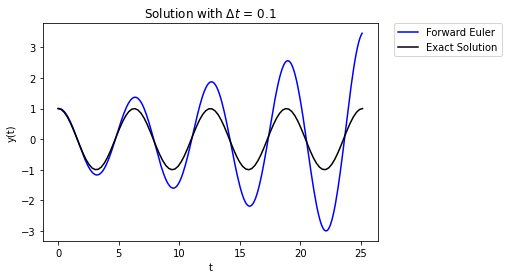 Solution with Δt = 0.1
Forward Euler
Exact Solution
y(t)
3
2
1
0
−1
−2
−3
0
5
10
15
20
25
t